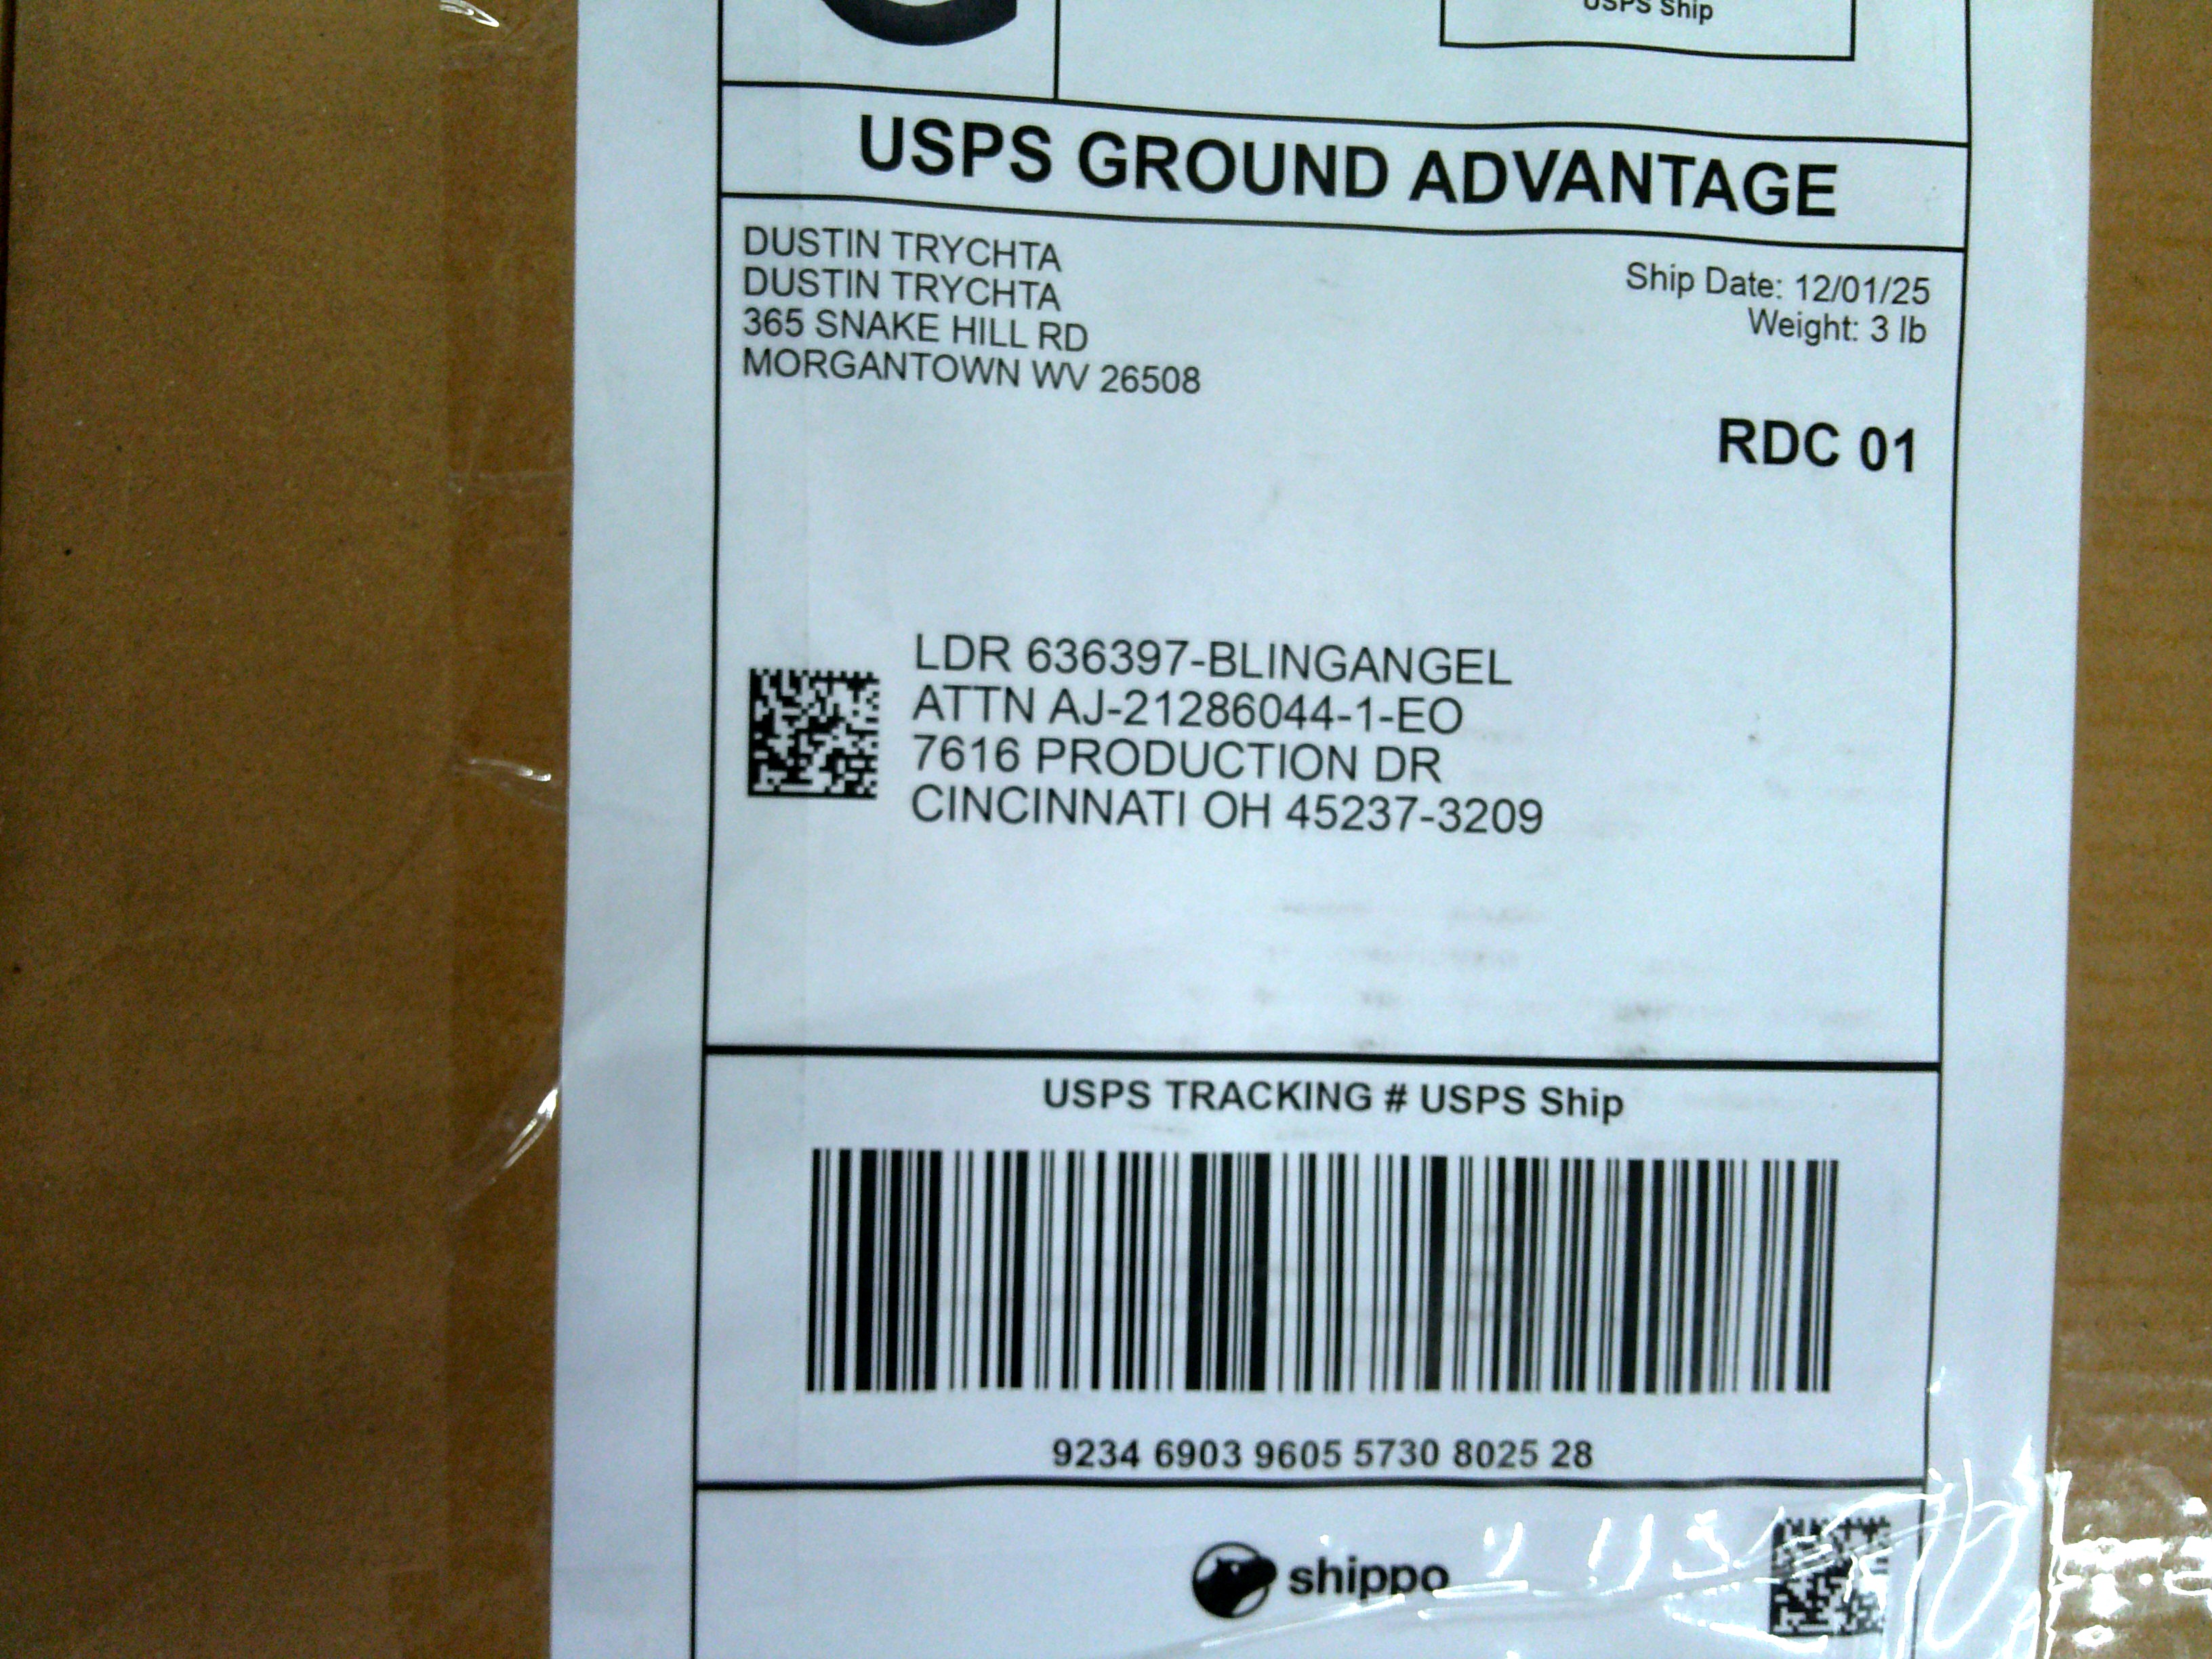 USPS Ship
USPS GROUND ADVANTAGE
DUSTIN TRYCHTA
DUSTIN TRYCHTA
365 SNAKE HILL RD
MORGANTOWN WV 26508
Ship Date: 12/01/25
Weight: 3 lb
RDC 01
LDR 636397-BLINGANGEL
ATTN AJ-21286044-1-EO
7616 PRODUCTION DR
CINCINNATI OH 45237-3209
USPS TRACKING # USPS Ship
9234 6903 9605 5730 8025 28
shippo